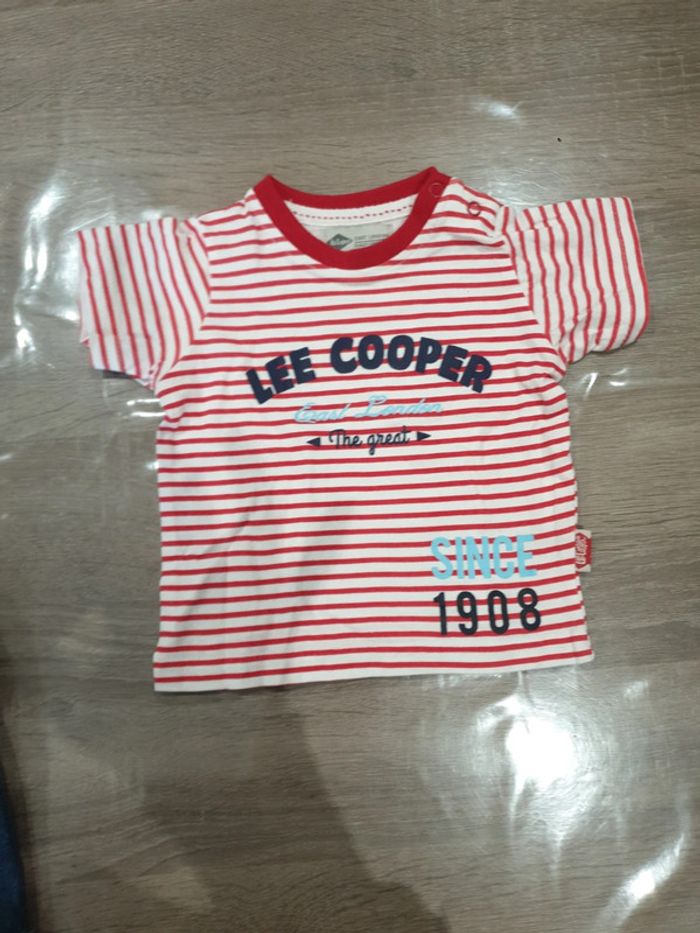 LEE COOPER
East London
The great
SINCE
1908